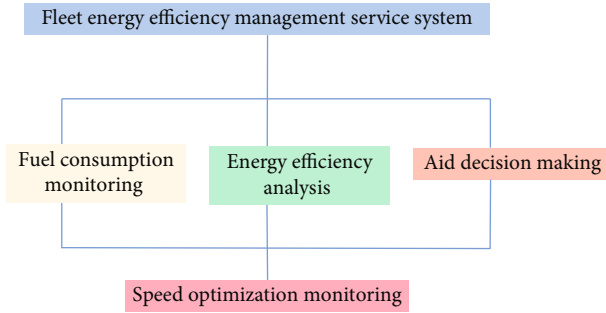 Fleet energy efficiency management service system
Fuel consumption
monitoring
Energy efficiency
analysis
Aid decision making
Speed optimization monitoring